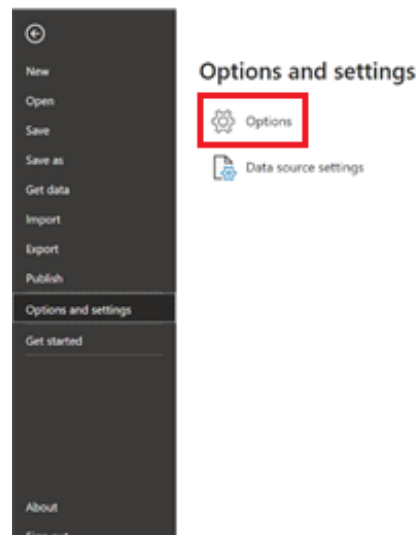 New
Open
Save
Save as
Get data
Import
Export
Publish
Options and settings
Get started
About
Options and settings
Options
Data source settings